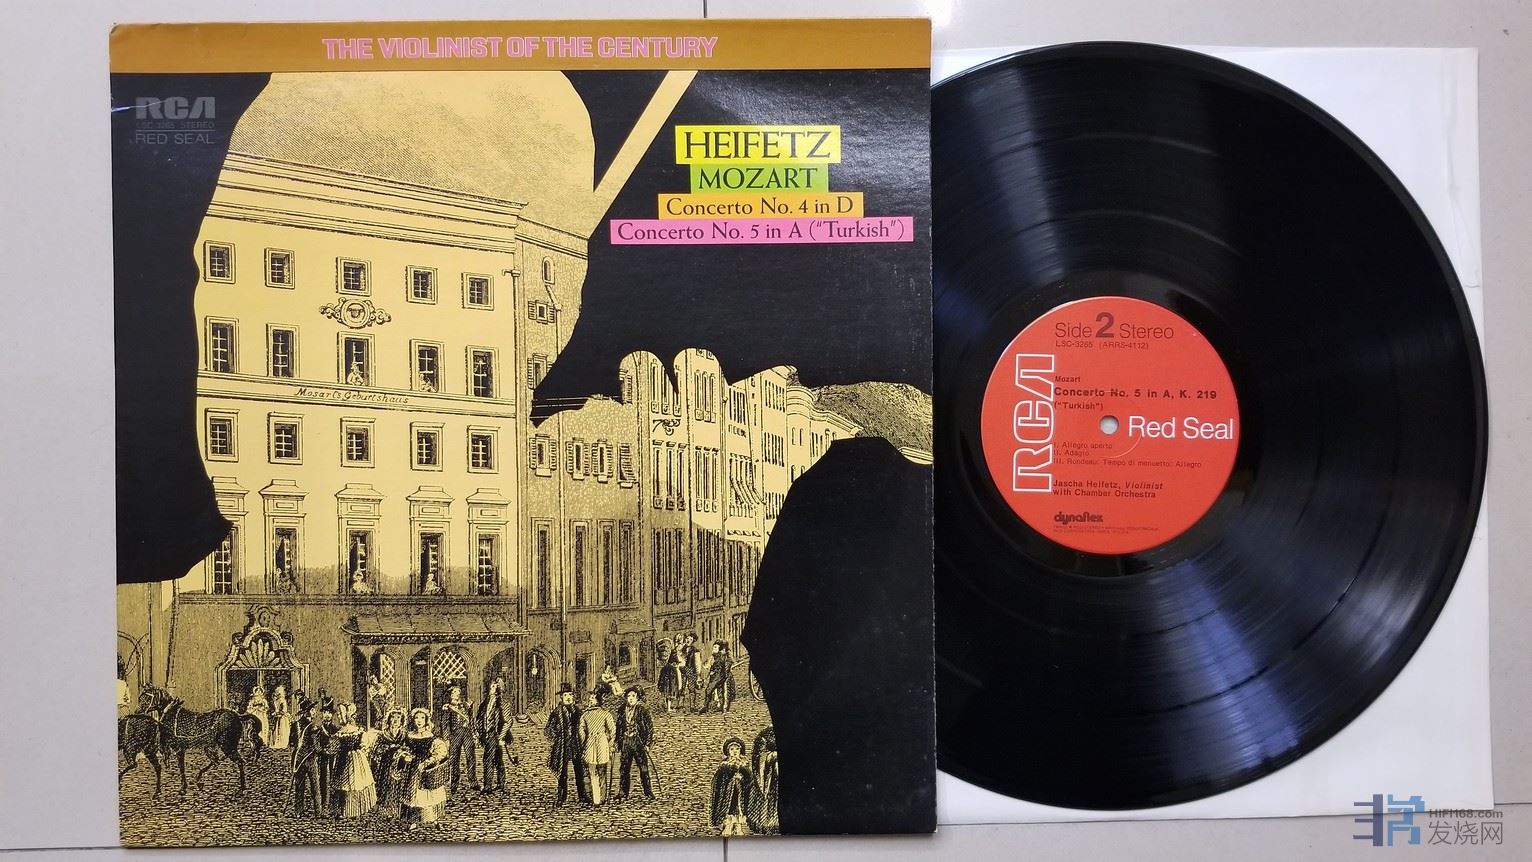 THE VIOLINIST OF THE CENTURY
RCA
LSC 3265 STEREO
RED SEAL
HEIFETZ
MOZART
Concerto No. 4 in D
Concerto No. 5 in A ("Turkish")
Mozart's Geburtshaus
Side 2 Stereo
LSC-3265 (ARRS-4112)
Mozart
Concerto No. 5 in A, K. 219
("Turkish")
RCA
Red Seal
I. Allegro aperto
II. Adagio
III. Rondeau: Tempo di menuetto: Allegro
Jascha Heifetz, Violinist
with Chamber Orchestra
dynaflex
HIFI168.com
发烧网